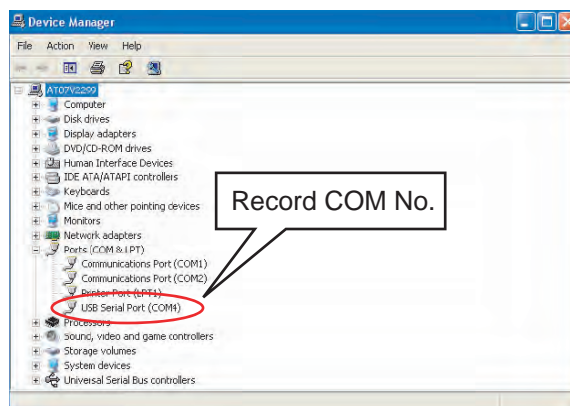 Device Manager
File Action View Help
AT07V2299
Computer
Disk drives
Display adapters
DVD/CD-ROM drives
Human Interface Devices
IDE ATA/ATAPI controllers
Keyboards
Mice and other pointing devices
Monitors
Network adapters
Ports (COM & LPT)
Communications Port (COM1)
Communications Port (COM2)
Printer Port (LPT1)
USB Serial Port (COM4)
Processors
Sound, video and game controllers
Storage volumes
System devices
Universal Serial Bus controllers
Record COM No.